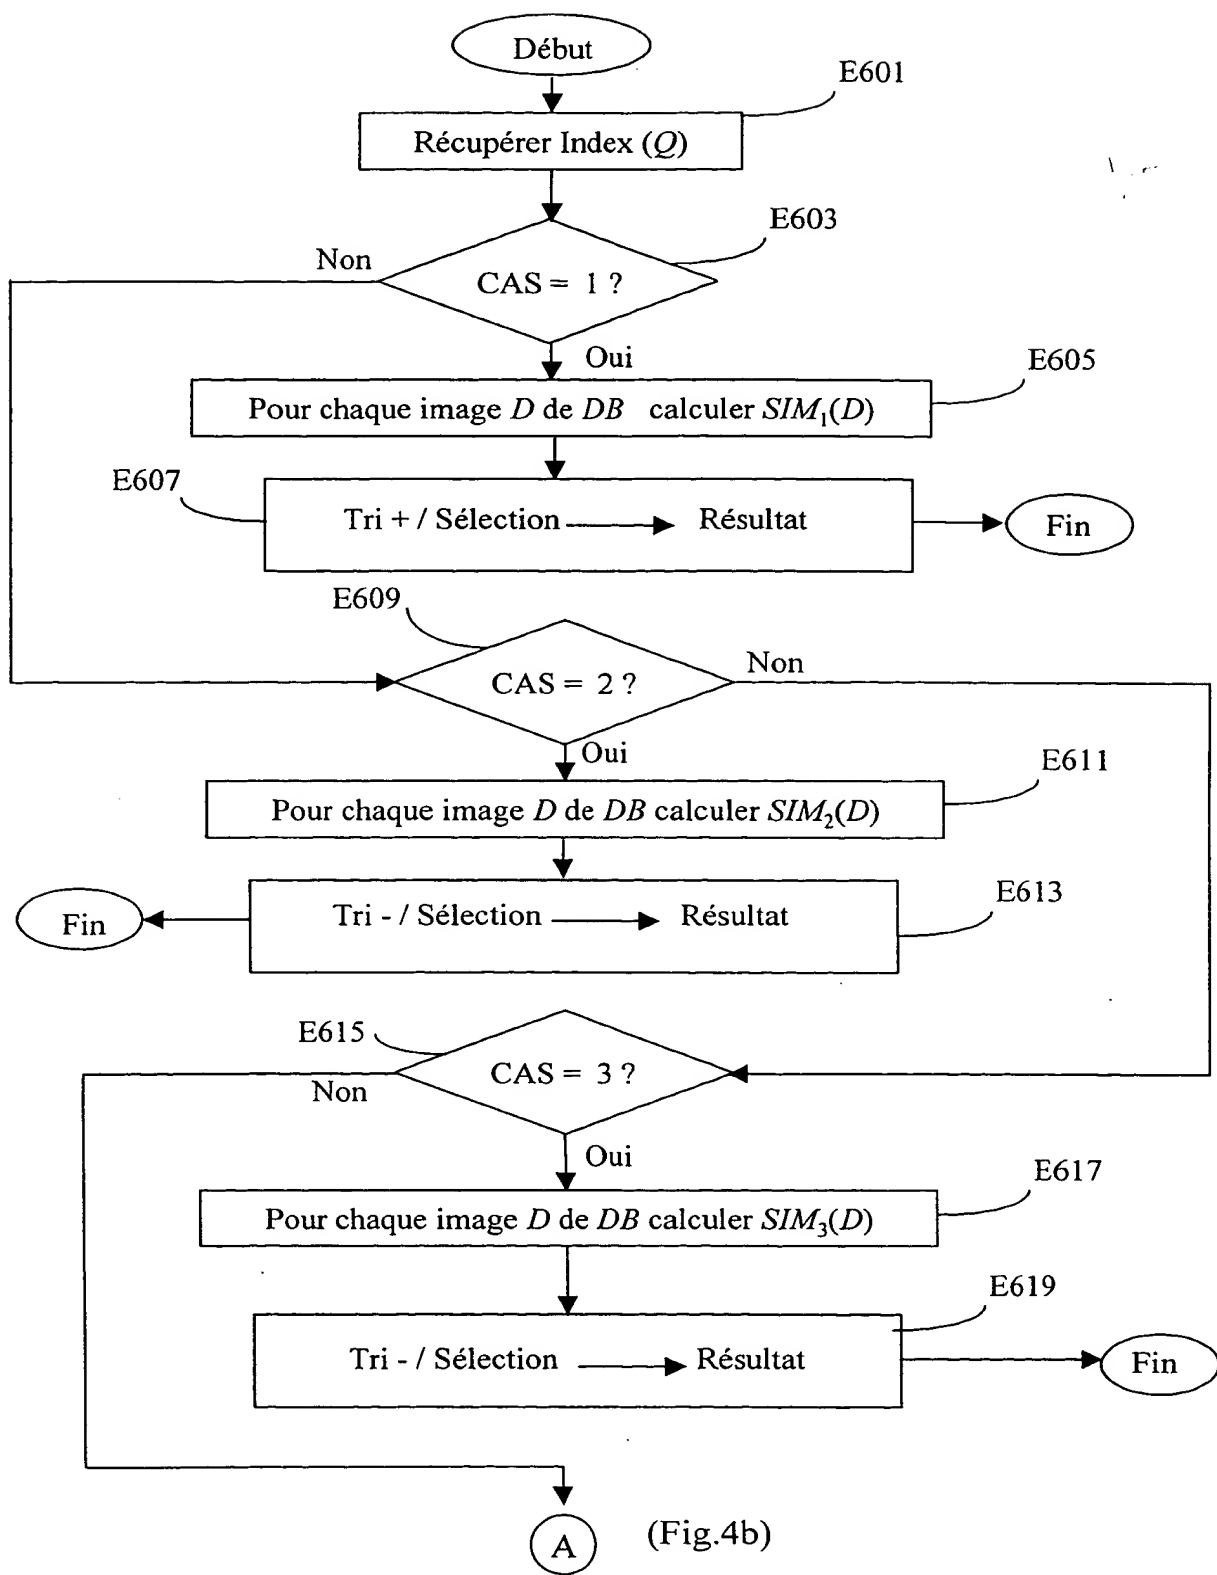 Début
E601
Récupérer Index (Q)
E603
Non
CAS = 1 ?
Oui
E605
Pour chaque image D de DB calculer SIM₁(D)
E607
Tri + / Sélection Résultat
Fin
E609
CAS = 2 ?
Non
Oui
E611
Pour chaque image D de DB calculer SIM₂(D)
E613
Tri - / Sélection Résultat
Fin
E615
CAS = 3 ?
Non
Oui
E617
Pour chaque image D de DB calculer SIM₃(D)
E619
Tri - / Sélection Résultat
Fin
A
(Fig.4b)